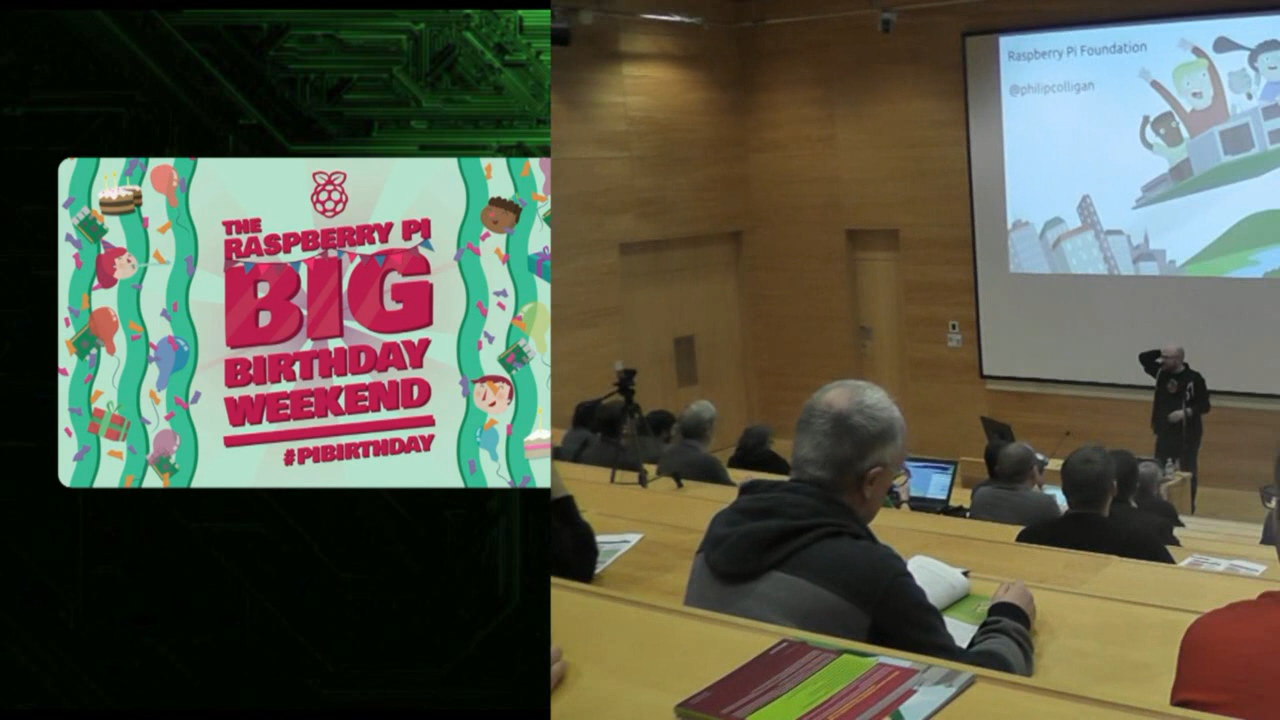 THE
RASPBERRY PI
BIG
BIRTHDAY
WEEKEND
#PIBIRTHDAY
Raspberry Pi Foundation
@philipcolligan